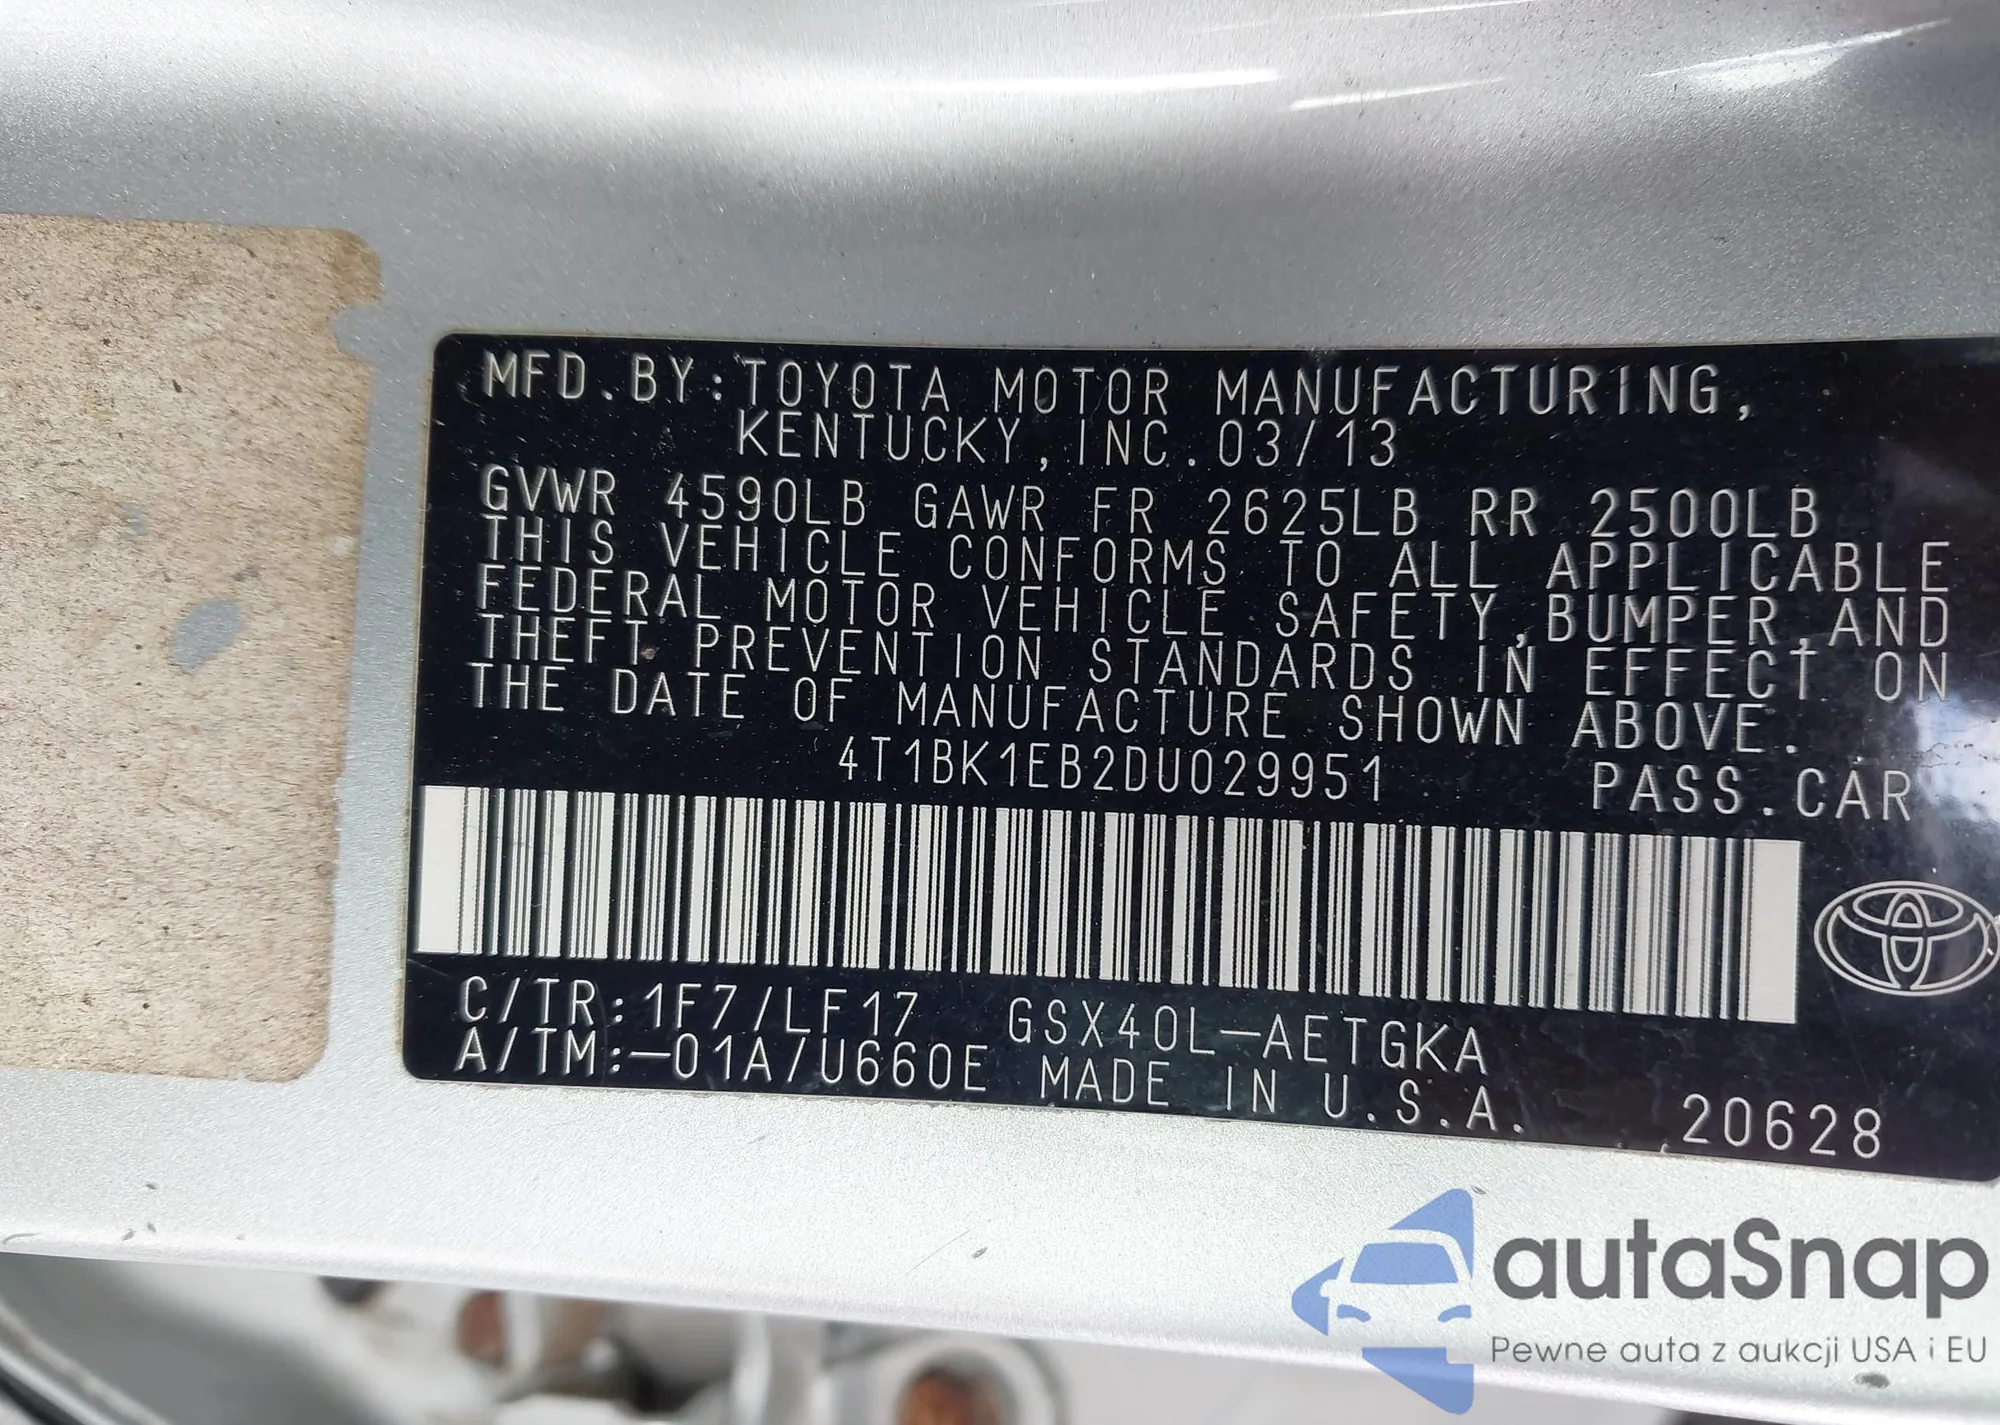 MFD.BY:TOYOTA MOTOR MANUFACTURING,
KENTUCKY,INC.03/13
GVWR 4590LB GAWR FR 2625LB RR 2500LB
THIS VEHICLE CONFORMS TO ALL APPLICABLE
FEDERAL MOTOR VEHICLE SAFETY,BUMPER,AND
THEFT PREVENTION STANDARDS IN EFFECT ON
THE DATE OF MANUFACTURE SHOWN ABOVE.
4T1BK1EB2DU029951 PASS.CAR
C/TR:1F7/LF17 GSX40L-AETGKA
A/TM:-01A/U660E MADE IN U.S.A. 20628
autaSnap
Pewne auta z aukcji USA i EU